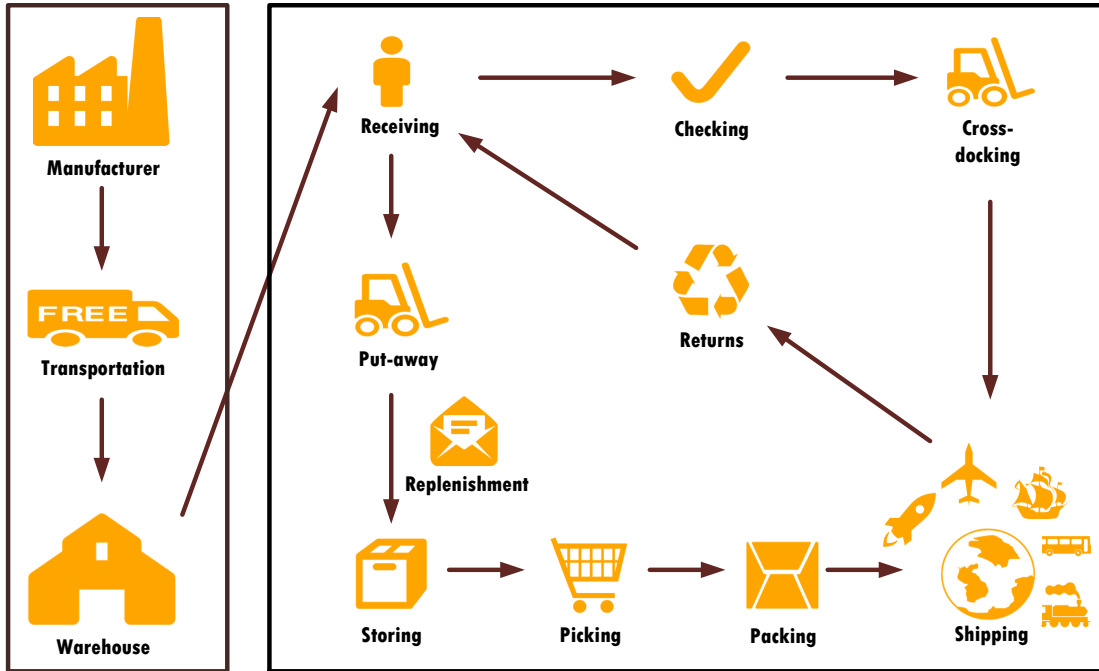 Manufacturer
FREE
Transportation
Warehouse
Receiving
Checking
Cross-
docking
Put-away
Returns
Replenishment
Storing
Picking
Packing
Shipping